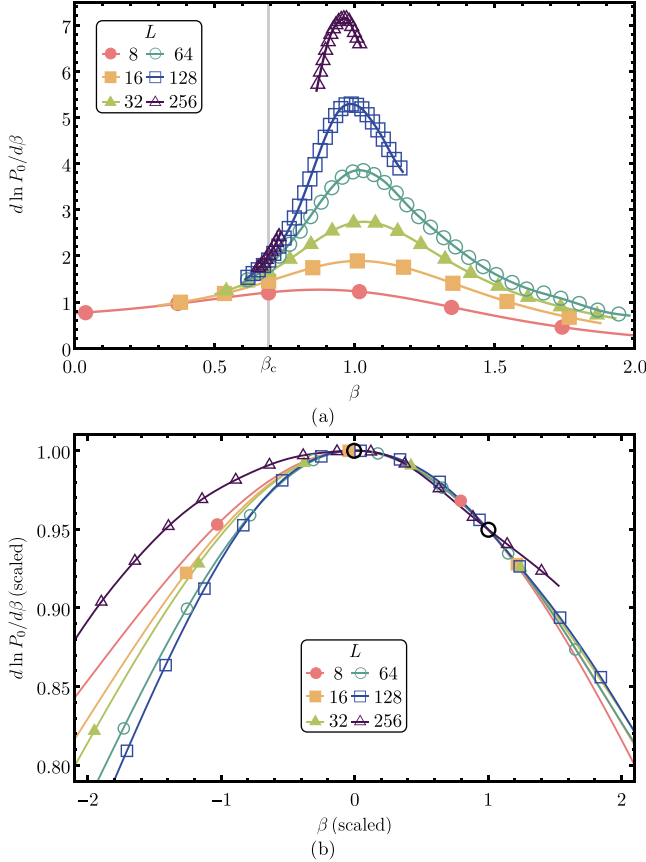 7
6
5
4
3
2
1
0
d ln P₀/dβ
L
8 64
16 128
32 256
0.0 0.5 βc 1.0 1.5 2.0
β
(a)
1.00
0.95
0.90
0.85
0.80
d ln P₀/dβ (scaled)
L
8 64
16 128
32 256
−2 −1 0 1 2
β (scaled)
(b)